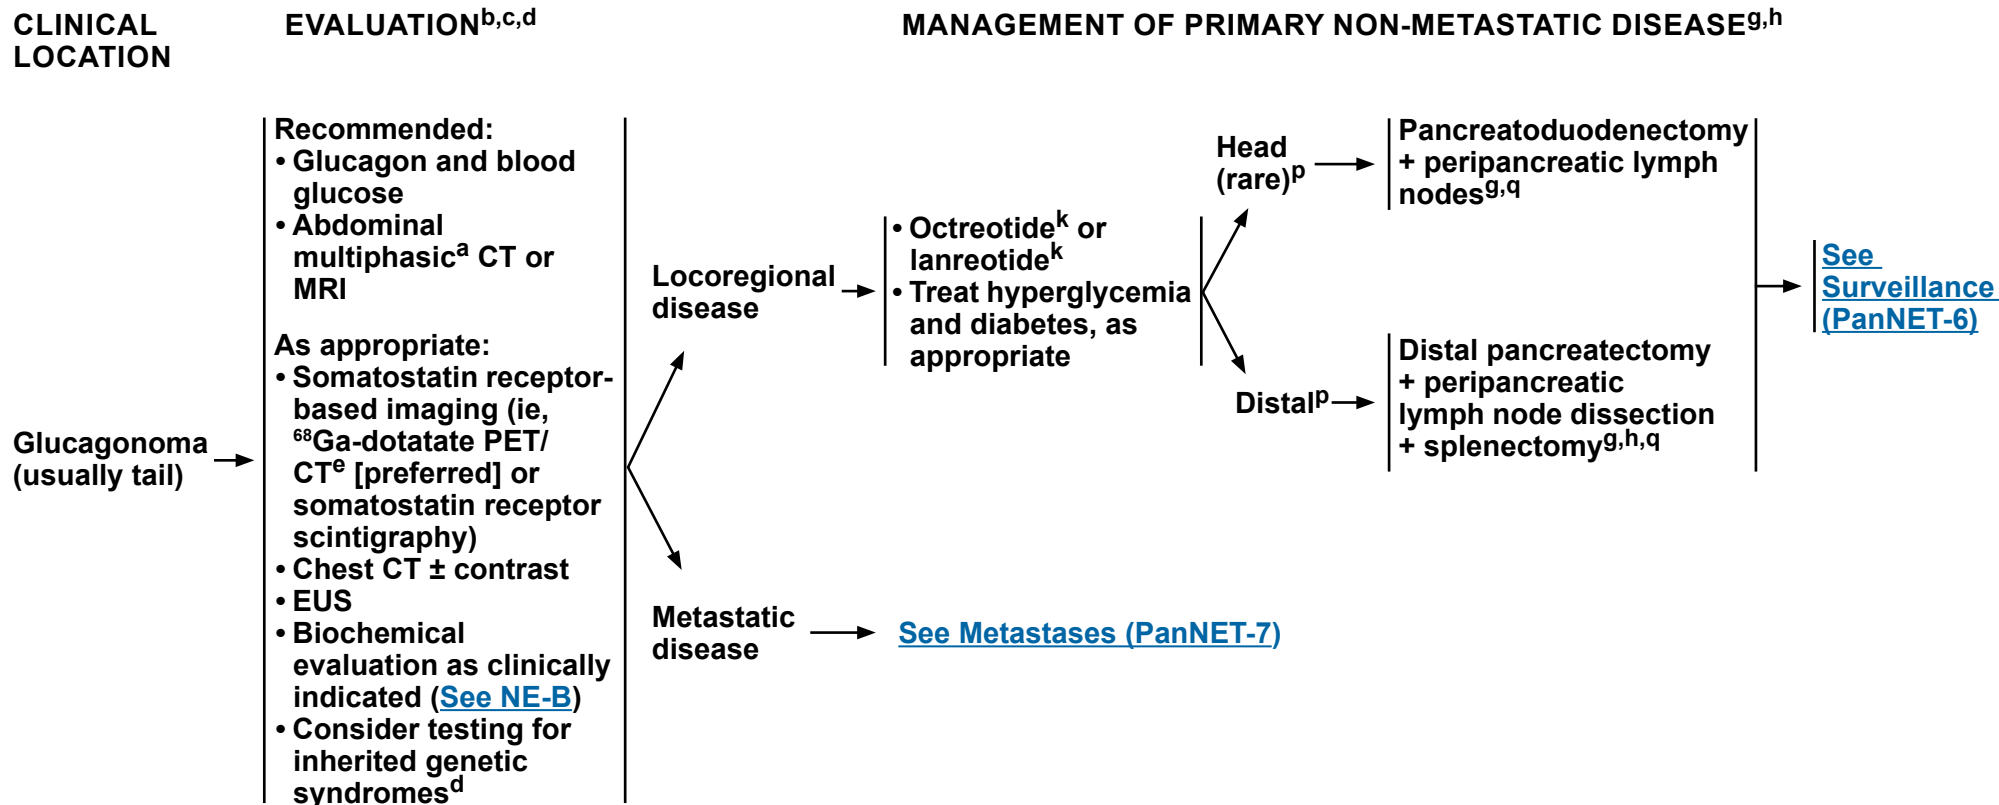 CLINICAL
LOCATION
EVALUATIONb,c,d
MANAGEMENT OF PRIMARY NON-METASTATIC DISEASEg,h
Glucagonoma
(usually tail)
Recommended:
• Glucagon and blood
glucose
• Abdominal
multiphasica CT or
MRI
As appropriate:
• Somatostatin receptor-
based imaging (ie,
68Ga-dotatate PET/
CTe [preferred] or
somatostatin receptor
scintigraphy)
• Chest CT ± contrast
• EUS
• Biochemical
evaluation as clinically
indicated (See NE-B)
• Consider testing for
inherited genetic
syndromesd
Locoregional
disease
• Octreotidek or
lanreotidek
• Treat hyperglycemia
and diabetes, as
appropriate
Head
(rare)p
Pancreatoduodenectomy
+ peripancreatic lymph
nodesg,q
Distalp
Distal pancreatectomy
+ peripancreatic
lymph node dissection
+ splenectomyg,h,q
See
Surveillance
(PanNET-6)
Metastatic
disease
See Metastases (PanNET-7)